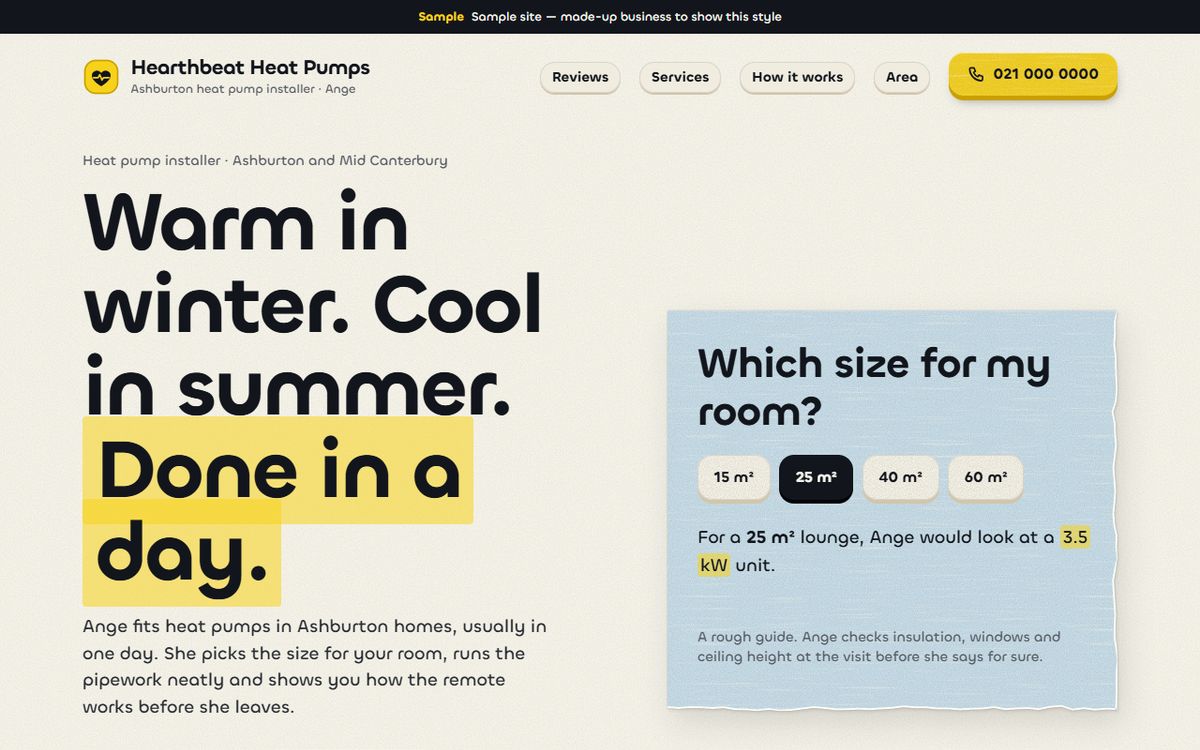 Sample Sample site — made-up business to show this style
Hearthbeat Heat Pumps
Ashburton heat pump installer · Ange
Reviews
Services
How it works
Area
021 000 0000
Heat pump installer · Ashburton and Mid Canterbury
Warm in
winter. Cool
in summer.
Done in a
day.
Ange fits heat pumps in Ashburton homes, usually in
one day. She picks the size for your room, runs the
pipework neatly and shows you how the remote
works before she leaves.
Which size for my
room?
15 m²
25 m²
40 m²
60 m²
For a 25 m² lounge, Ange would look at a 3.5
kW unit.
A rough guide. Ange checks insulation, windows and
ceiling height at the visit before she says for sure.